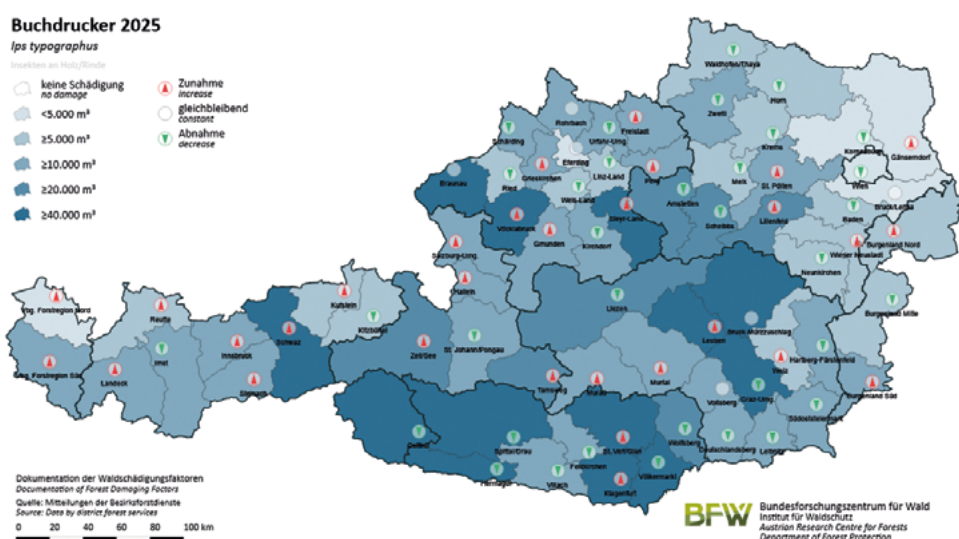 Buchdrucker 2025
Ips typographus
Insekten an Holz/Rinde
keine Schädigung
no damage
<5.000 m³
≥5.000 m³
≥10.000 m³
≥20.000 m³
≥40.000 m³
Zunahme
increase
gleichbleibend
constant
Abnahme
decrease
Waidhofen/Thaya
Horn
Zwettl
Krems
Korneuburg
Gänserndorf
Rohrbach
Freistadt
Schärding
Urfahr-Umg.
Eferding
Grieskirchen
Linz-Land
Perg
Melk
St. Pölten
Wien
Braunau
Ried
Wels-Land
Steyr-Land
Amstetten
Scheibbs
Lilienfeld
Baden
Bruck/Leitha
Vöcklabruck
Gmunden
Kirchdorf
Wiener Neustadt
Burgenland Nord
Salzburg-Umg.
Neunkirchen
Hallein
Vbg. Forstregion Nord
Reutte
Kufstein
Kitzbühel
Liezen
Burgenland Mitte
Schwaz
Bruck-Mürzzuschlag
Leoben
Innsbruck
Zell/See
St. Johann/Pongau
Imst
Weiz
Hartberg-Fürstenfeld
Vbg. Forstregion Süd
Landeck
Steinach
Tamsweg
Murau
Murtal
Voitsberg
Graz-Umg.
Burgenland Süd
Südoststeiermark
Osttirol
Spittal/Drau
St. Veit/Glan
Wolfsberg
Deutschlandsberg
Leibnitz
Hermagor
Villach
Feldkirchen
Völkermarkt
Klagenfurt
Dokumentation der Waldschädigungsfaktoren
Documentation of Forest Damaging Factors
Quelle: Mitteilungen der Bezirksforstdienste
Source: Data by district forest services
0 20 40 60 80 100 km
BFW
Bundesforschungszentrum für Wald
Institut für Waldschutz
Austrian Research Centre for Forests
Department of Forest Protection